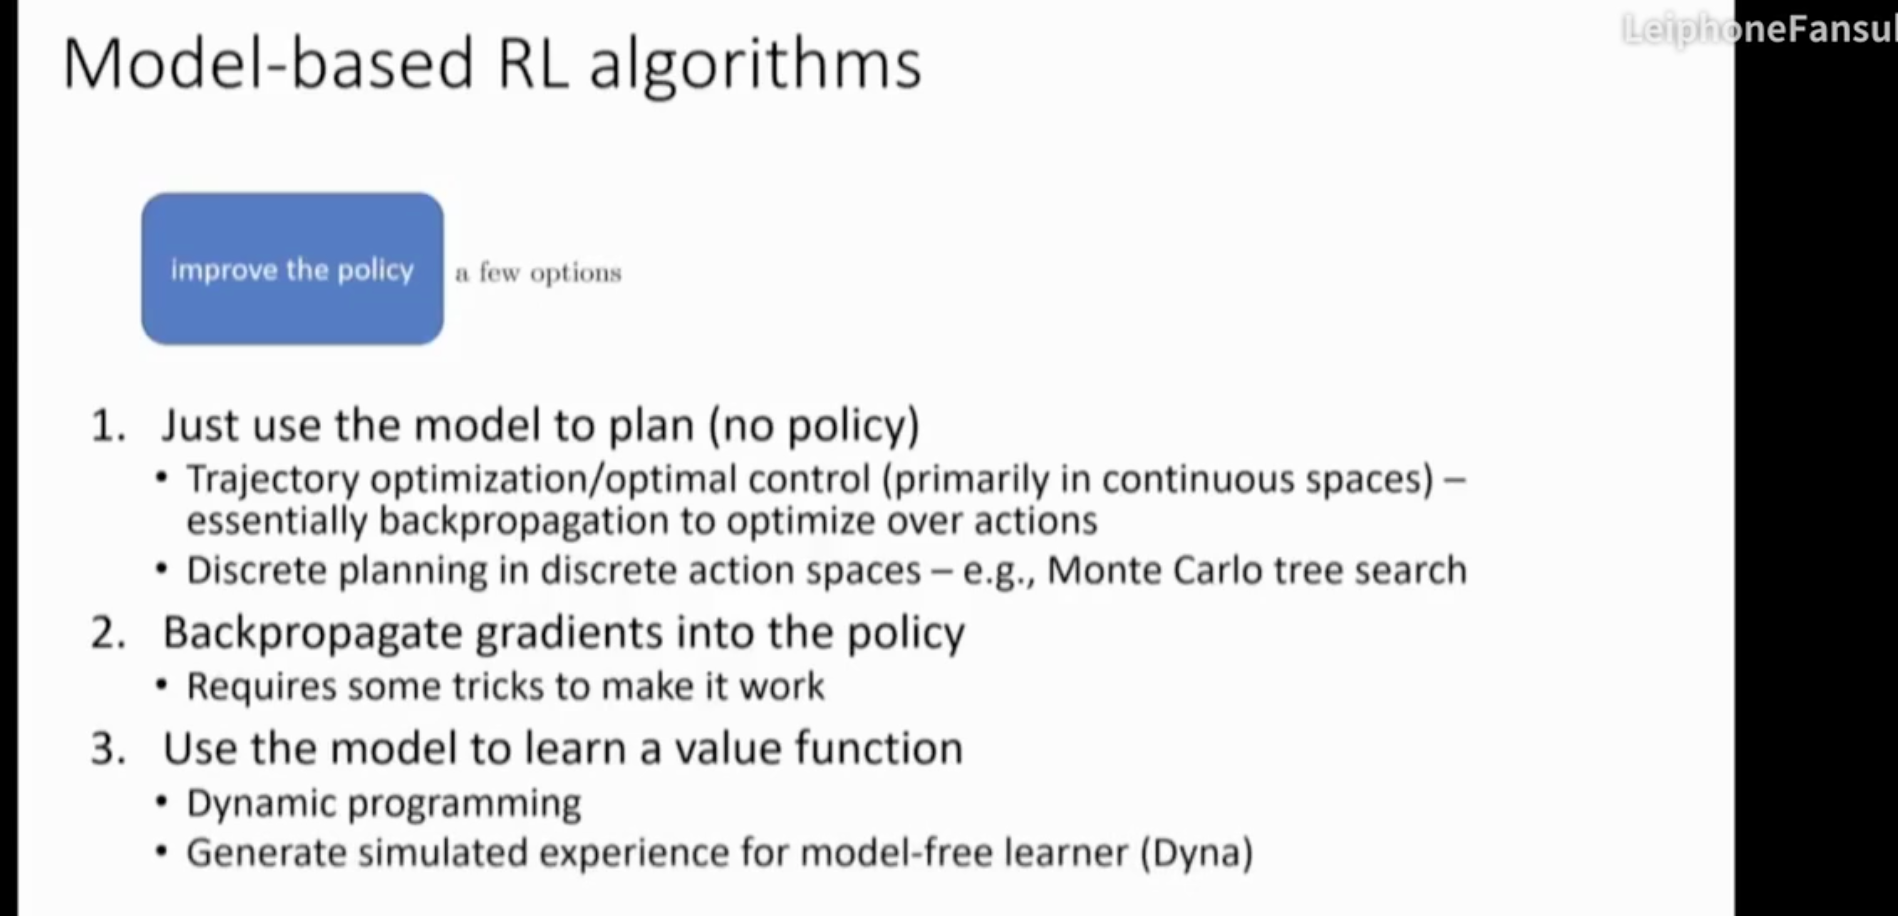 LeiphoneFansu
Model-based RL algorithms
improve the policy
a few options
1. Just use the model to plan (no policy)
• Trajectory optimization/optimal control (primarily in continuous spaces) –
essentially backpropagation to optimize over actions
• Discrete planning in discrete action spaces – e.g., Monte Carlo tree search
2. Backpropagate gradients into the policy
• Requires some tricks to make it work
3. Use the model to learn a value function
• Dynamic programming
• Generate simulated experience for model-free learner (Dyna)